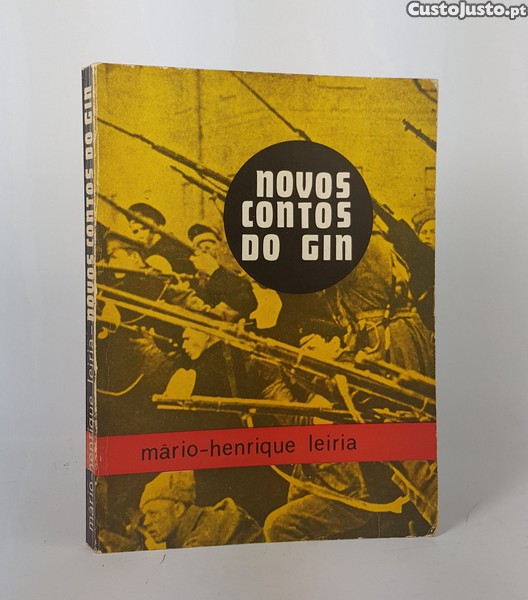 CustoJusto.pt
NOVOS
CONTOS
DO GIN
mário-henrique leiria
mário-henrique leiria-NOVOS CONTOS DO GIN